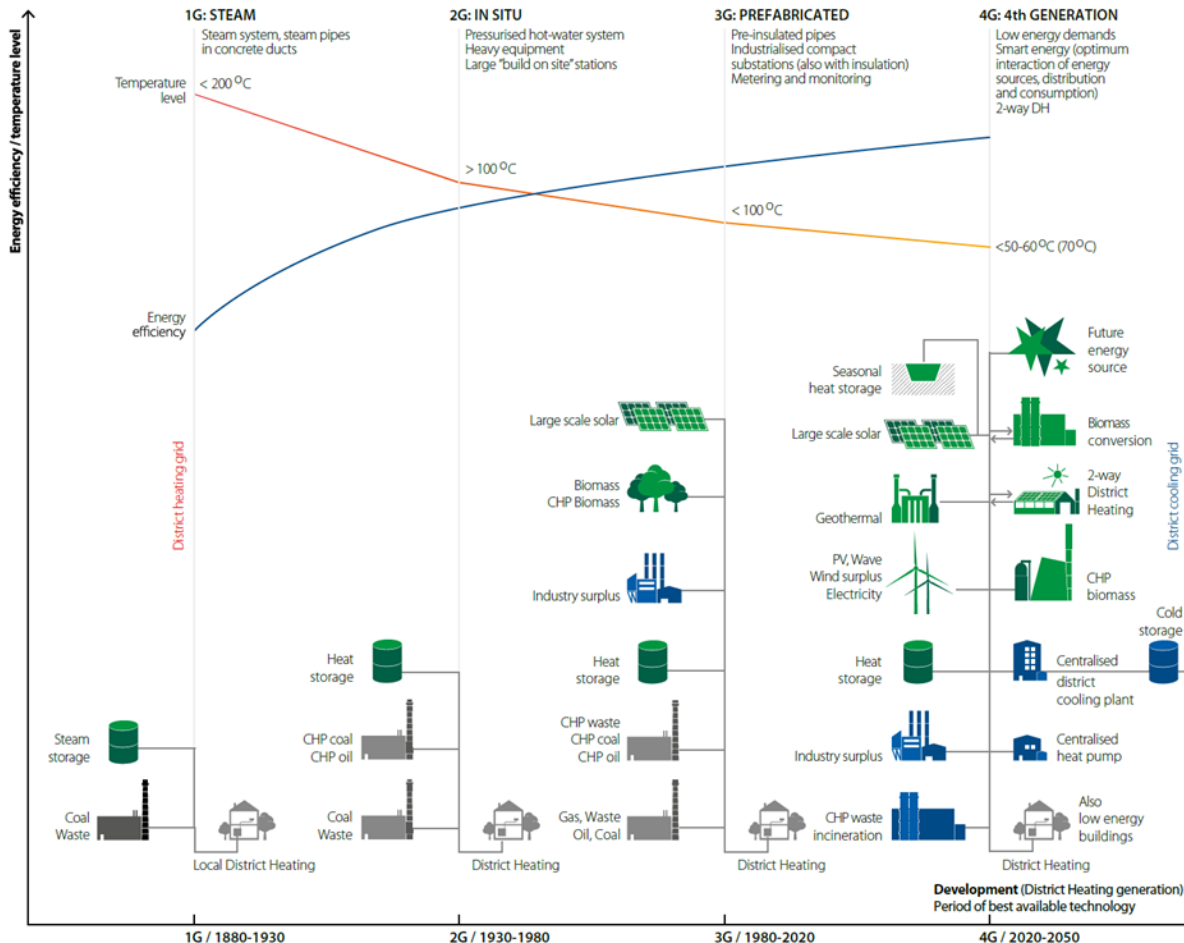 1G: STEAM
Steam system, steam pipes
in concrete ducts
2G: IN SITU
Pressurised hot-water system
Heavy equipment
Large "build on site" stations
3G: PREFABRICATED
Pre-insulated pipes
Industrialised compact
substations (also with insulation)
Metering and monitoring
4G: 4th GENERATION
Low energy demands
Smart energy (optimum
interaction of energy
sources, distribution
and consumption)
2-way DH
Energy efficiency / temperature level
Temperature
level
< 200 °C
> 100 °C
< 100 °C
<50-60°C (70°C)
Energy
efficiency
District heating grid
District cooling grid
Steam
storage
Coal
Waste
Local District Heating
Heat
storage
CHP coal
CHP oil
Coal
Waste
District Heating
Large scale solar
Biomass
CHP Biomass
Industry surplus
Heat
storage
CHP waste
CHP coal
CHP oil
Gas, Waste
Oil, Coal
District Heating
Seasonal
heat storage
Large scale solar
Geothermal
PV, Wave
Wind surplus
Electricity
Heat
storage
Industry surplus
CHP waste
incineration
Future
energy
source
Biomass
conversion
2-way
District
Heating
CHP
biomass
Cold
storage
Centralised
district
cooling plant
Centralised
heat pump
Also
low energy
buildings
District Heating
Development (District Heating generation)
Period of best available technology
1G / 1880-1930
2G / 1930-1980
3G / 1980-2020
4G / 2020-2050